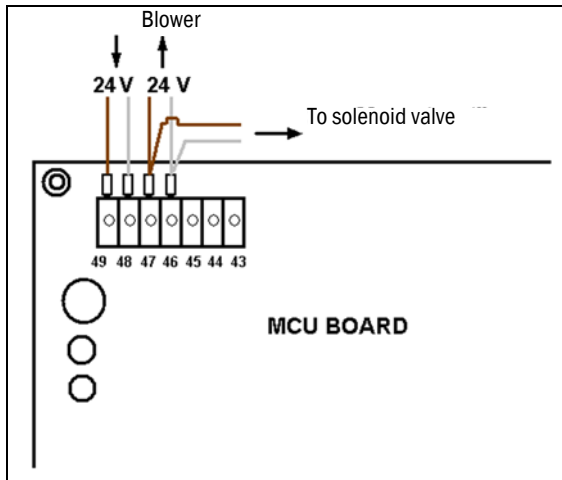 Blower
24 V 24 V
To solenoid valve
49 48 47 46 45 44 43
MCU BOARD